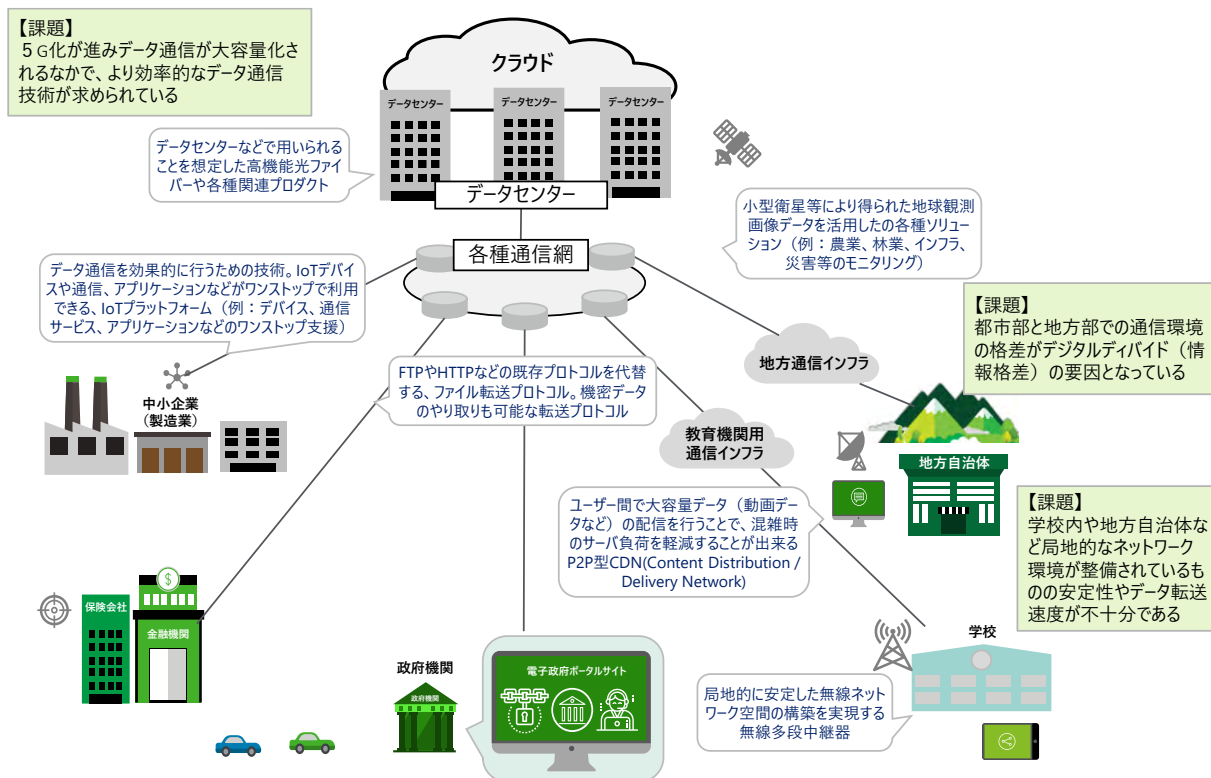 【課題】
５G化が進みデータ通信が大容量化さ
れるなかで、より効率的なデータ通信
技術が求められている
クラウド
データセンター
データセンター
データセンター
データセンターなどで用いられる
ことを想定した高機能光ファイ
バーや各種関連プロダクト
データセンター
小型衛星等により得られた地球観測
画像データを活用したの各種ソリュー
ション（例：農業、林業、インフラ、
災害等のモニタリング）
各種通信網
データ通信を効果的に行うための技術。IoTデバイ
スや通信、アプリケーションなどがワンストップで利用
できる、IoTプラットフォーム（例：デバイス、通信
サービス、アプリケーションなどのワンストップ支援）
【課題】
都市部と地方部での通信環境
の格差がデジタルディバイド（情
報格差）の要因となっている
地方通信インフラ
FTPやHTTPなどの既存プロトコルを代替
する、ファイル転送プロトコル。機密データ
のやり取りも可能な転送プロトコル
中小企業
（製造業）
教育機関用
通信インフラ
地方自治体
ユーザー間で大容量データ（動画デー
タなど）の配信を行うことで、混雑時
のサーバ負荷を軽減することが出来る
P2P型CDN(Content Distribution /
Delivery Network)
【課題】
学校内や地方自治体な
ど局地的なネットワーク
環境が整備されているも
のの安定性やデータ転送
速度が不十分である
保険会社
$
金融機関
学校
政府機関
政府機関
電子政府ポータルサイト
局地的に安定した無線ネット
ワーク空間の構築を実現する
無線多段中継器